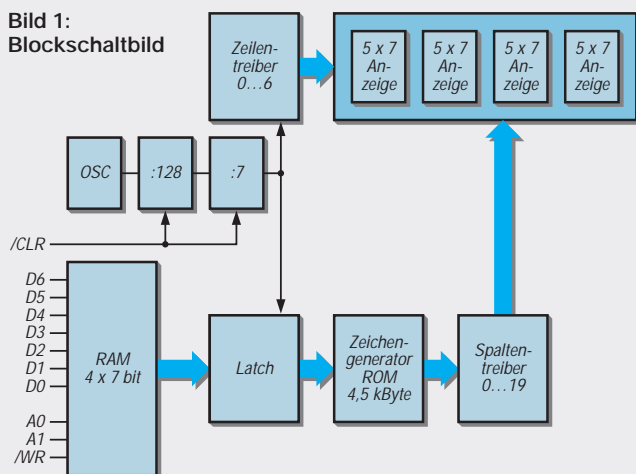 Bild 1:
Blockschaltbild
Zeilen-
treiber
0...6
5 x 7
An-
zeige
5 x 7
An-
zeige
5 x 7
An-
zeige
5 x 7
An-
zeige
OSC
:128
:7
/CLR
D6
D5
D4
D3
D2
D1
D0
A0
A1
/WR
RAM
4 x 7 bit
Latch
Zeichen-
generator
ROM
4,5 kByte
Spalten-
treiber
0...19